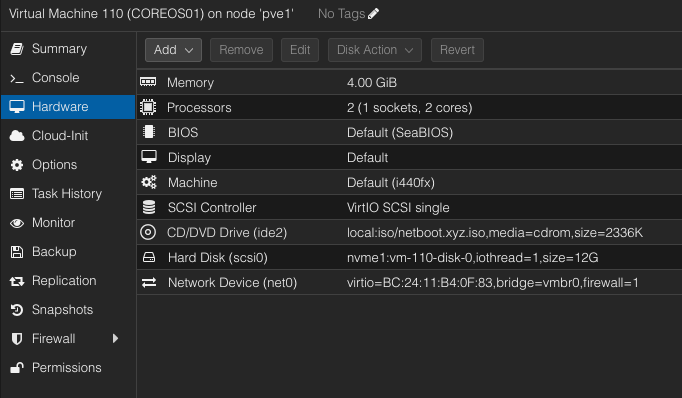 Virtual Machine 110 (COREOS01) on node 'pve1' No Tags
Summary
Console
Hardware
Cloud-Init
Options
Task History
Monitor
Backup
Replication
Snapshots
Firewall
Permissions
Add Remove Edit Disk Action Revert
Memory 4.00 GiB
Processors 2 (1 sockets, 2 cores)
BIOS Default (SeaBIOS)
Display Default
Machine Default (i440fx)
SCSI Controller VirtIO SCSI single
CD/DVD Drive (ide2) local:iso/netboot.xyz.iso,media=cdrom,size=2336K
Hard Disk (scsi0) nvme1:vm-110-disk-0,iothread=1,size=12G
Network Device (net0) virtio=BC:24:11:B4:0F:83,bridge=vmbr0,firewall=1